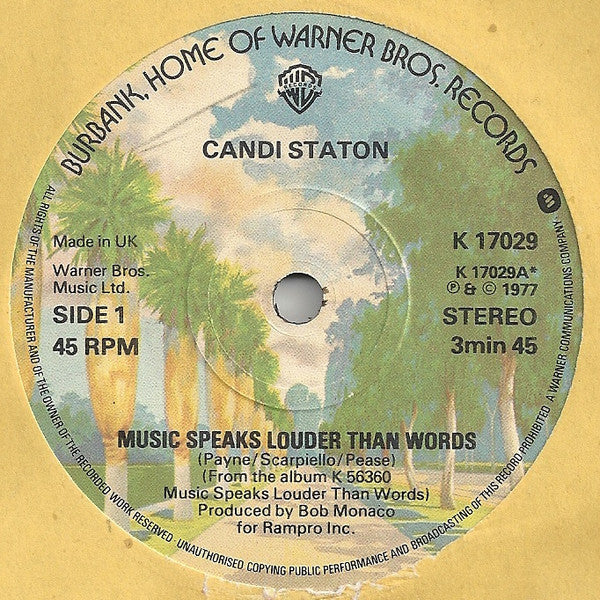 BURBANK, HOME OF WARNER BROS. RECORDS
CANDI STATON
Made in UK
Warner Bros.
Music Ltd.
SIDE 1
45 RPM
K 17029
K 17029A*
Ⓟ & © 1977
STEREO
3min 45
MUSIC SPEAKS LOUDER THAN WORDS
(Payne/Scarpiello/Pease)
(From the album K 56360
Music Speaks Louder Than Words)
Produced by Bob Monaco
for Rampro Inc.
ALL RIGHTS OF THE MANUFACTURER AND OF THE OWNER OF THE RECORDED WORK RESERVED UNAUTHORISED COPYING PUBLIC PERFORMANCE AND BROADCASTING OF THIS RECORD PROHIBITED A WARNER COMMUNICATIONS COMPANY